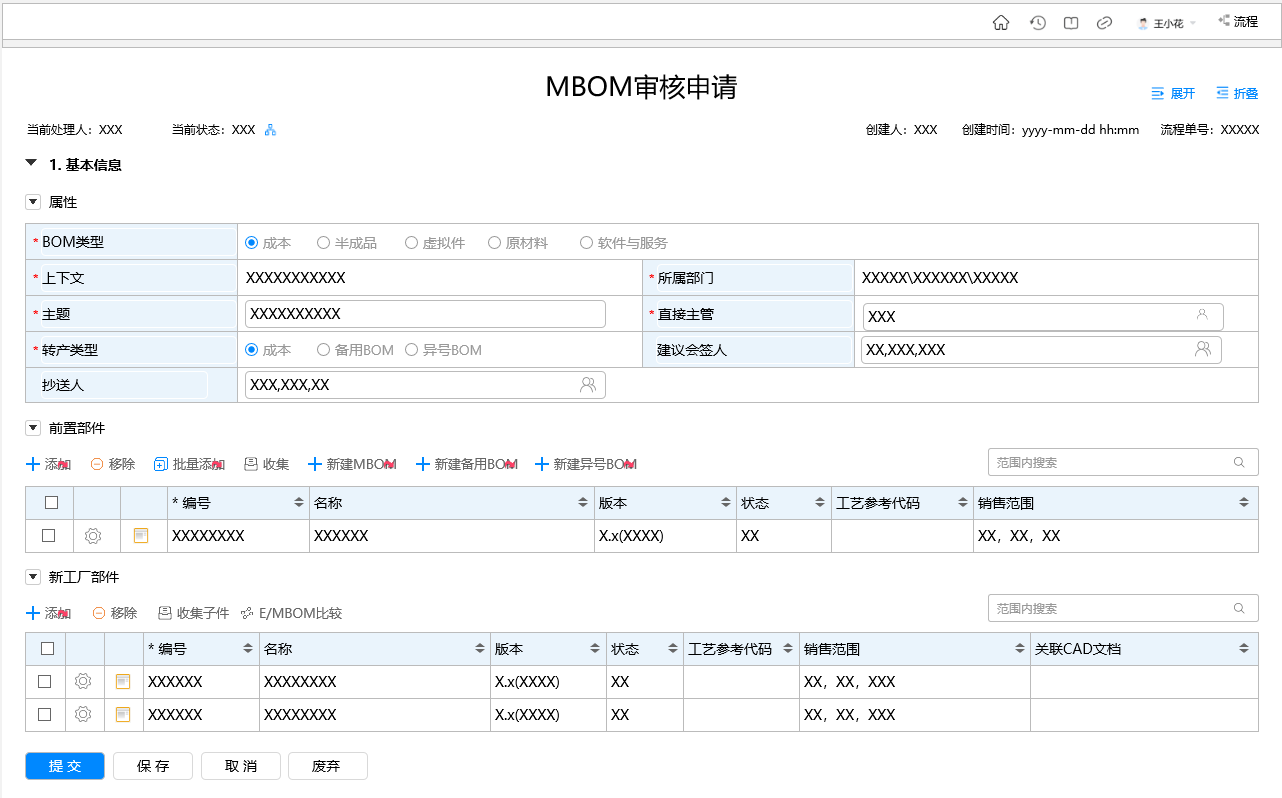 王小花 流程
MBOM审核申请
展开 折叠
当前处理人：XXX 当前状态：XXX 创建人：XXX 创建时间：yyyy-mm-dd hh:mm 流程单号：XXXXX
1. 基本信息
属性
* BOM类型 成本 半成品 虚拟件 原材料 软件与服务
* 上下文 XXXXXXXXXXX * 所属部门 XXXXX\XXXXXX\XXXXX
* 主题 XXXXXXXXXX * 直接主管 XXX
* 转产类型 成本 备用BOM 异号BOM 建议会签人 XX,XXX,XXX
抄送人 XXX,XXX,XX
前置部件
添加 移除 批量添加 收集 新建MBOM 新建备用BOM 新建异号BOM 范围内搜索
* 编号 名称 版本 状态 工艺参考代码 销售范围
XXXXXXXX XXXXXX X.x(XXXX) XX XX，XX，XX
新工厂部件
添加 移除 收集子件 E/MBOM比较 范围内搜索
* 编号 名称 版本 状态 工艺参考代码 销售范围 关联CAD文档
XXXXXX XXXXXXXX X.x(XXXX) XX XX，XX，XXX
XXXXXX XXXXXXXX X.x(XXXX) XX XX，XX，XXX
提 交 保 存 取 消 废弃